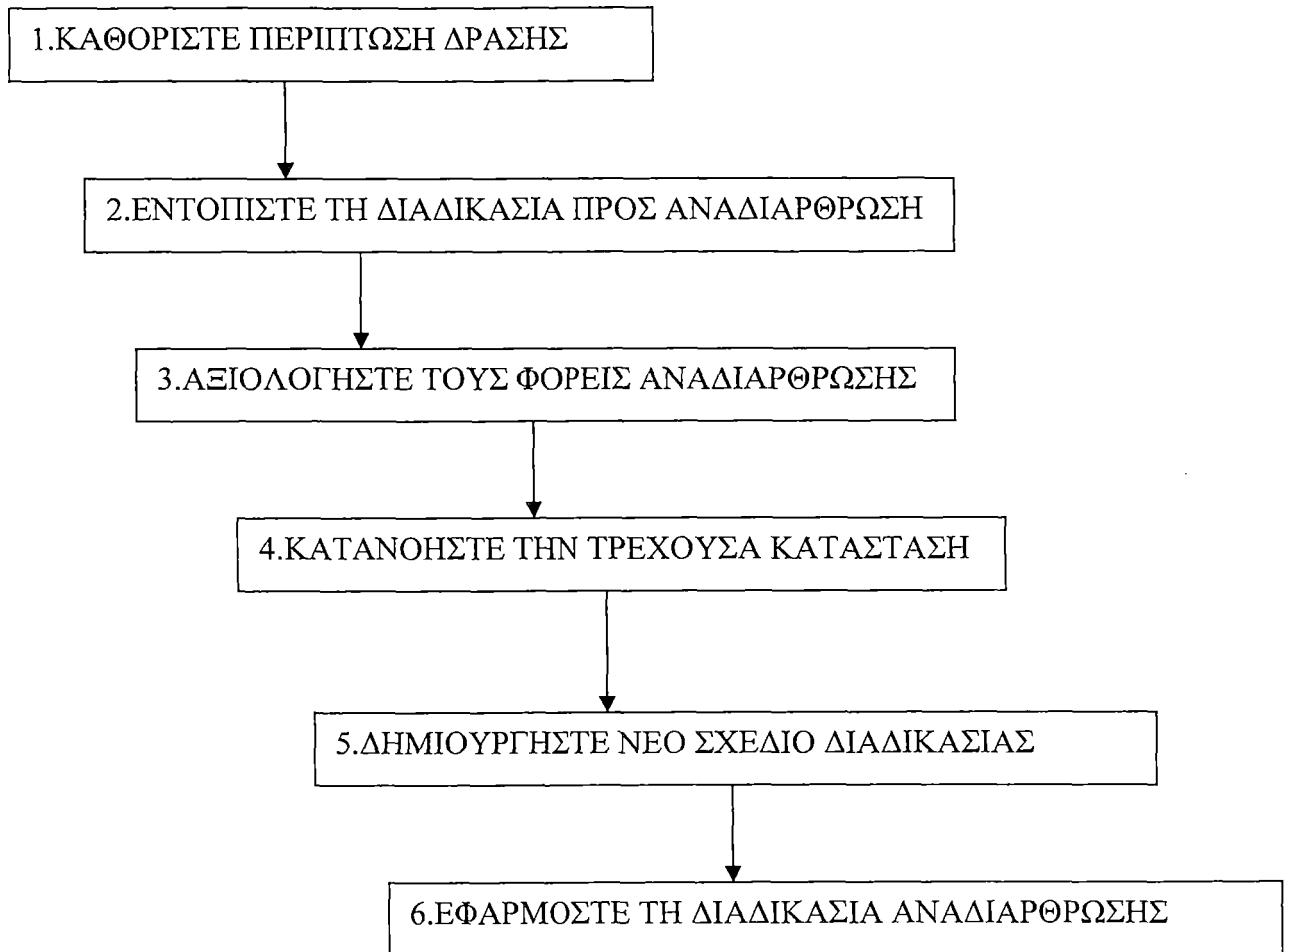 1.ΚΑΘΟΡΙΣΤΕ ΠΕΡΙΠΤΩΣΗ ΔΡΑΣΗΣ
2.ΕΝΤΟΠΙΣΤΕ ΤΗ ΔΙΑΔΙΚΑΣΙΑ ΠΡΟΣ ΑΝΑΔΙΑΡΘΡΩΣΗ
3.ΑΞΙΟΛΟΓΗΣΤΕ ΤΟΥΣ ΦΟΡΕΙΣ ΑΝΑΔΙΑΡΘΡΩΣΗΣ
4.ΚΑΤΑΝΟΗΣΤΕ ΤΗΝ ΤΡΕΧΟΥΣΑ ΚΑΤΑΣΤΑΣΗ
5.ΔΗΜΙΟΥΡΓΗΣΤΕ ΝΕΟ ΣΧΕΔΙΟ ΔΙΑΔΙΚΑΣΙΑΣ
6.ΕΦΑΡΜΟΣΤΕ ΤΗ ΔΙΑΔΙΚΑΣΙΑ ΑΝΑΔΙΑΡΘΡΩΣΗΣ